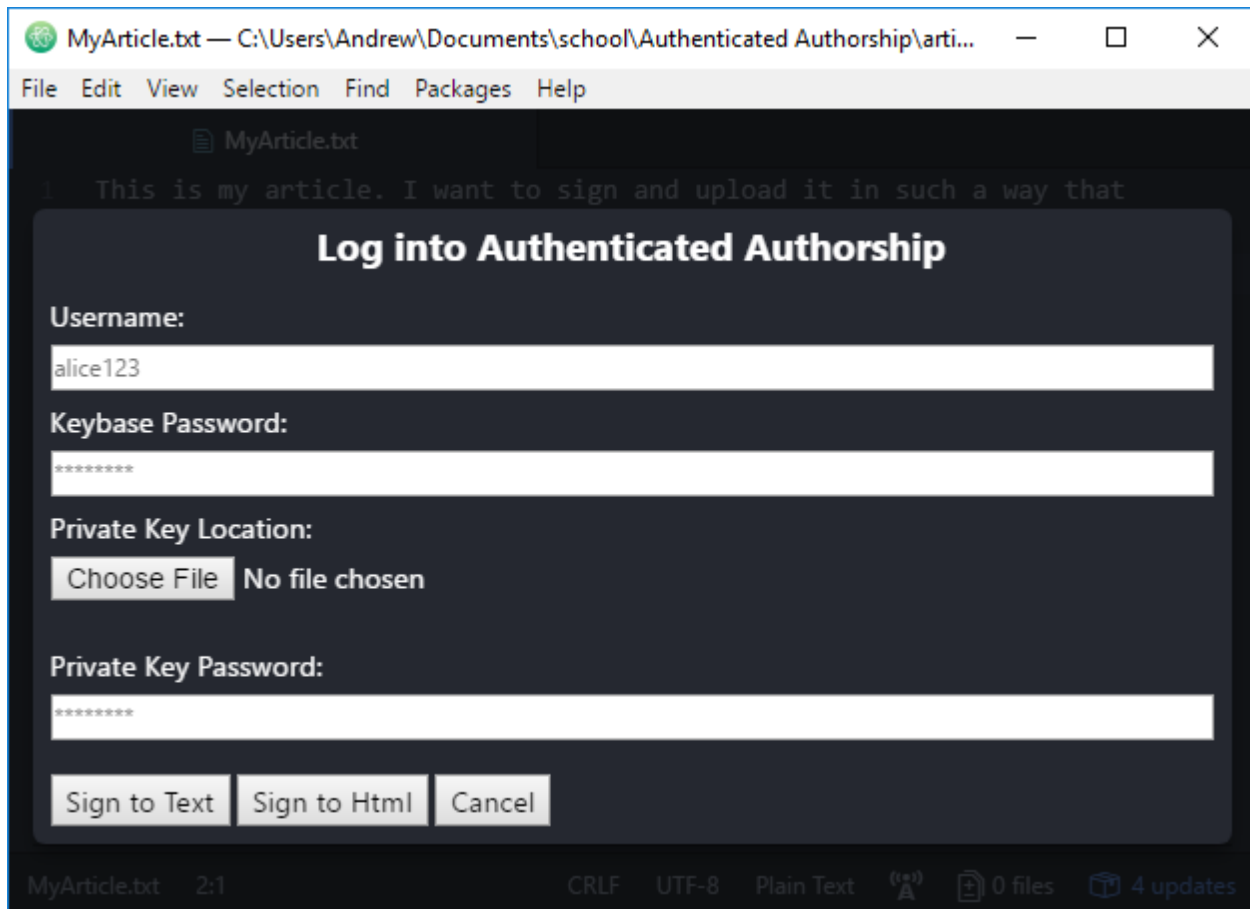 MyArticle.txt — C:\Users\Andrew\Documents\school\Authenticated Authorship\arti...
File Edit View Selection Find Packages Help
MyArticle.txt
1 This is my article. I want to sign and upload it in such a way that
Log into Authenticated Authorship
Username:
alice123
Keybase Password:
********
Private Key Location:
Choose File No file chosen
Private Key Password:
********
Sign to Text Sign to Html Cancel
MyArticle.txt 2:1 CRLF UTF-8 Plain Text 0 files 4 updates